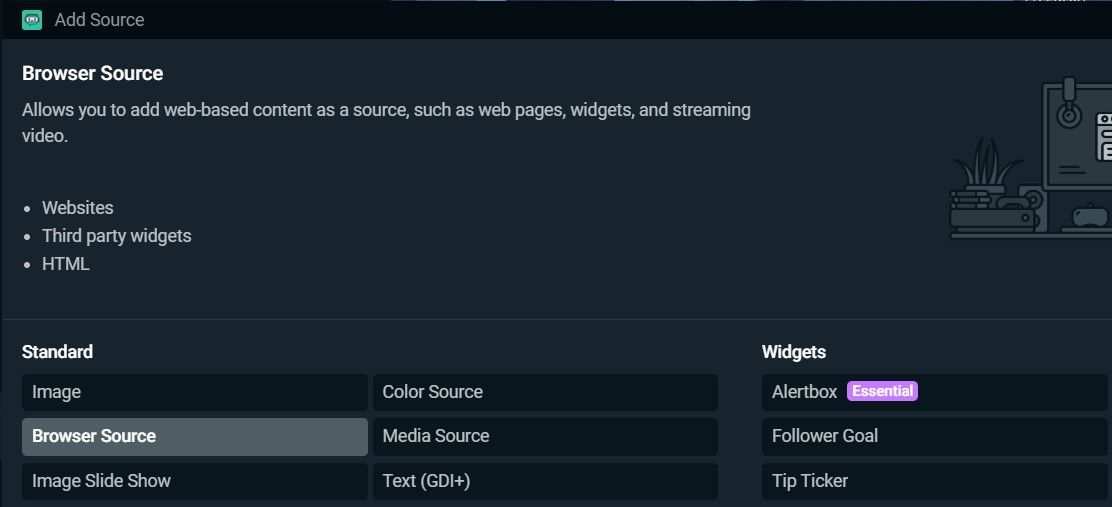 Add Source
Browser Source
Allows you to add web-based content as a source, such as web pages, widgets, and streaming
video.
• Websites
• Third party widgets
• HTML
Standard
Widgets
Image
Color Source
Alertbox Essential
Browser Source
Media Source
Follower Goal
Image Slide Show
Text (GDI+)
Tip Ticker